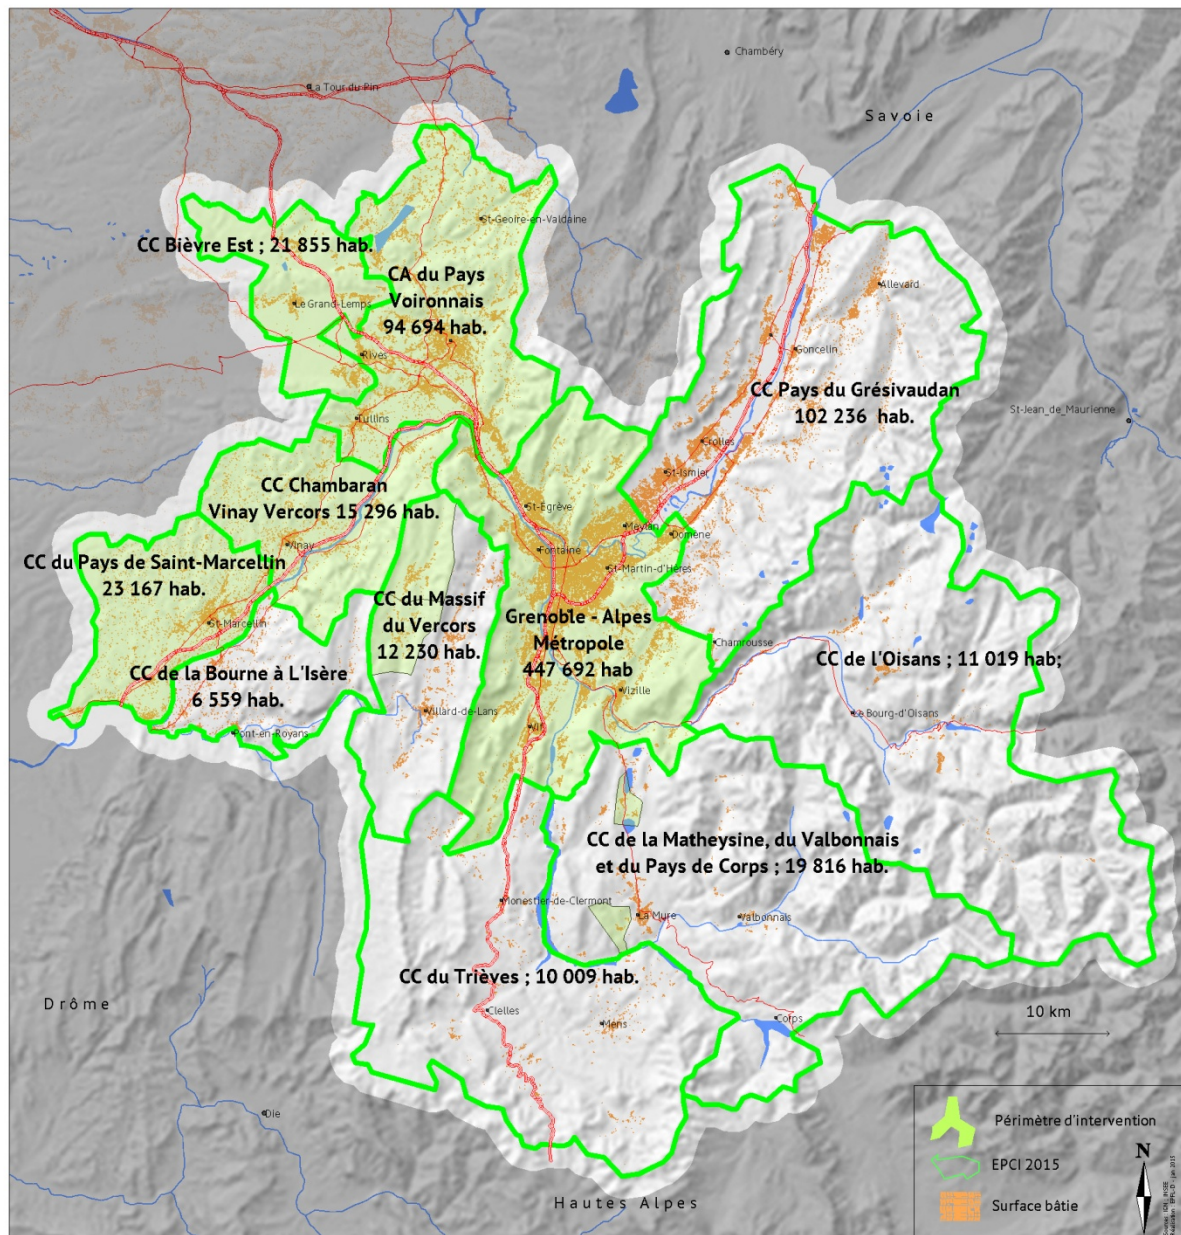 Chambéry
La Tour du Pin
Savoie
St-Geoire-en-Valdaine
CC Bièvre Est ; 21 855 hab.
CA du Pays
Voironnais
94 694 hab.
Le Grand-Lemps
Allevard
Rives
Goncelin
CC Pays du Grésivaudan
102 236 hab.
St-Jean_de_Maurienne
Tullins
Crolles
St-Ismier
CC Chambaran
Vinay Vercors 15 296 hab.
St-Egrève
Meylan
Domène
Vinay
Fontaine
CC du Pays de Saint-Marcellin
23 167 hab.
St-Martin-d'Hères
CC du Massif
du Vercors
12 230 hab.
Grenoble - Alpes
Métropole
447 692 hab
St-Marcellin
Chamrousse
CC de l'Oisans ; 11 019 hab;
CC de la Bourne à L'Isère
6 559 hab.
Vizille
Villard-de-Lans
Le Bourg-d'Oisans
Vif
Pont-en-Royans
CC de la Matheysine, du Valbonnais
et du Pays de Corps ; 19 816 hab.
Monestier-de-Clermont
La Mure
Valbonnais
CC du Trièves ; 10 009 hab.
Drôme
Clelles
Mens
Corps
10 km
Die
Hautes Alpes
Périmètre d'intervention
EPCI 2015
Surface bâtie
N